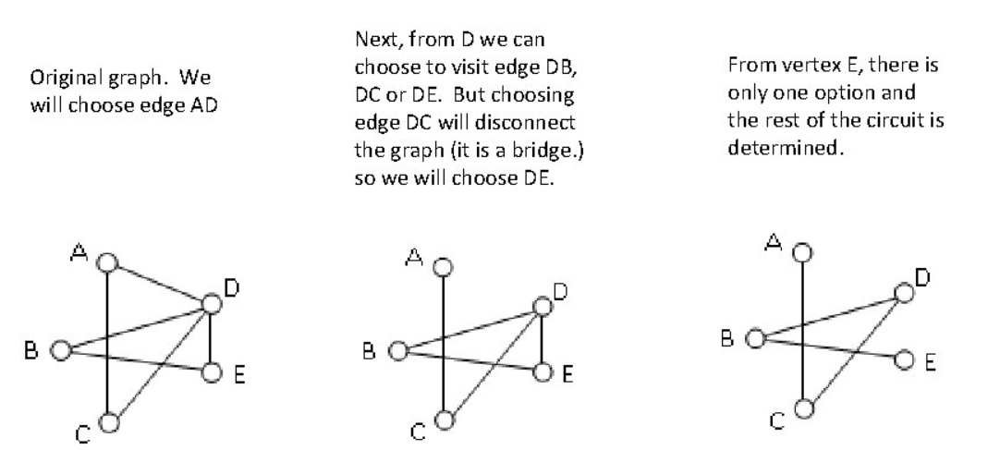 Original graph. We
will choose edge AD
Next, from D we can
choose to visit edge DB,
DC or DE. But choosing
edge DC will disconnect
the graph (it is a bridge.)
so we will choose DE.
From vertex E, there is
only one option and
the rest of the circuit is
determined.
A
D
B
E
C
A
D
B
E
C
A
D
B
E
C